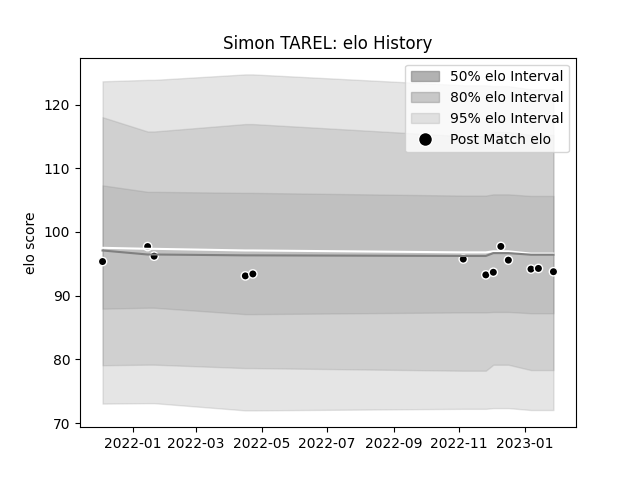 Simon TAREL: elo History
50% elo Interval
80% elo Interval
95% elo Interval
Post Match elo
elo score
120
110
100
90
80
70
2022-01 2022-03 2022-05 2022-07 2022-09 2022-11 2023-01